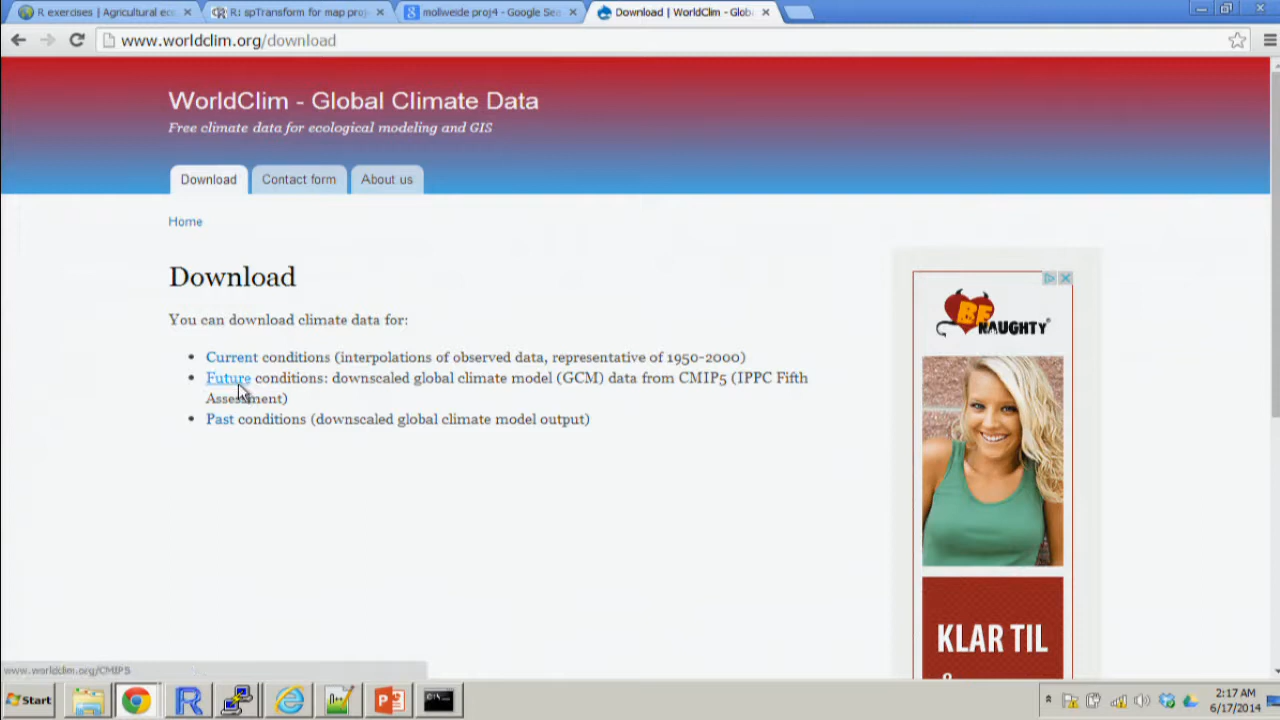 R exercises | Agricultural eco
R: spTransform for map proj
mollweide proj4 - Google Sea
Download | WorldClim - Glob
www.worldclim.org/download
WorldClim - Global Climate Data
Free climate data for ecological modeling and GIS
Download
Contact form
About us
Home
Download
You can download climate data for:
• Current conditions (interpolations of observed data, representative of 1950-2000)
• Future conditions: downscaled global climate model (GCM) data from CMIP5 (IPPC Fifth
Assessment)
• Past conditions (downscaled global climate model output)
BE
NAUGHTY
KLAR TIL
www.worldclim.org/CMIP5
Start
2:17 AM
6/17/2014